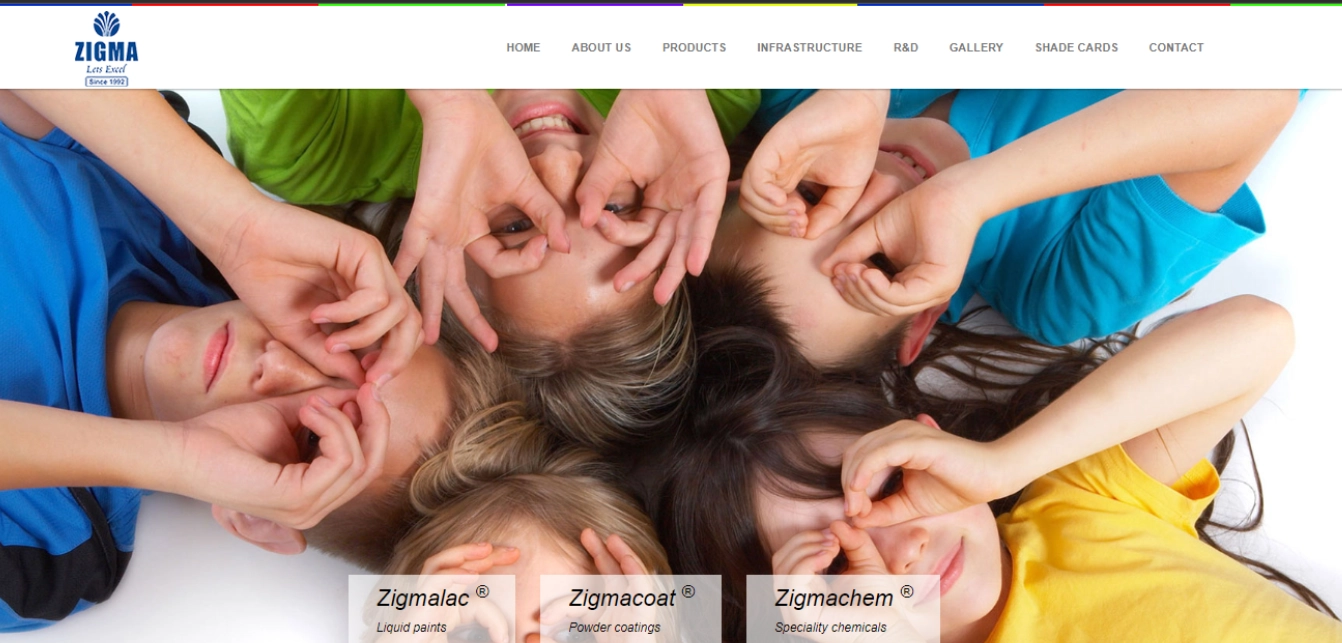 ZIGMA
Lets Excel
Since 1992
HOME ABOUT US PRODUCTS INFRASTRUCTURE R&D GALLERY SHADE CARDS CONTACT
Zigmalac ® Zigmacoat ® Zigmachem ®
Liquid paints Powder coatings Speciality chemicals